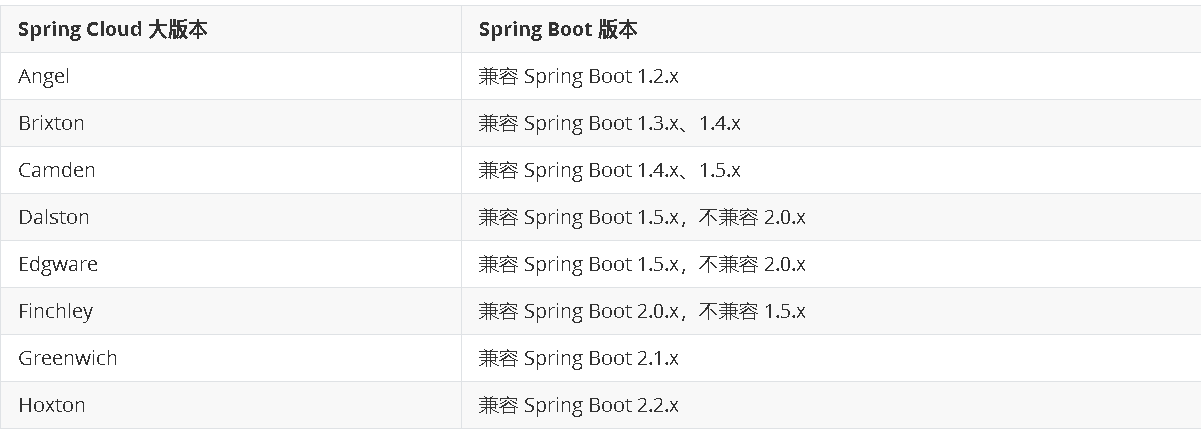 Spring Cloud 大版本 Spring Boot 版本
Angel 兼容 Spring Boot 1.2.x
Brixton 兼容 Spring Boot 1.3.x、1.4.x
Camden 兼容 Spring Boot 1.4.x、1.5.x
Dalston 兼容 Spring Boot 1.5.x，不兼容 2.0.x
Edgware 兼容 Spring Boot 1.5.x，不兼容 2.0.x
Finchley 兼容 Spring Boot 2.0.x，不兼容 1.5.x
Greenwich 兼容 Spring Boot 2.1.x
Hoxton 兼容 Spring Boot 2.2.x